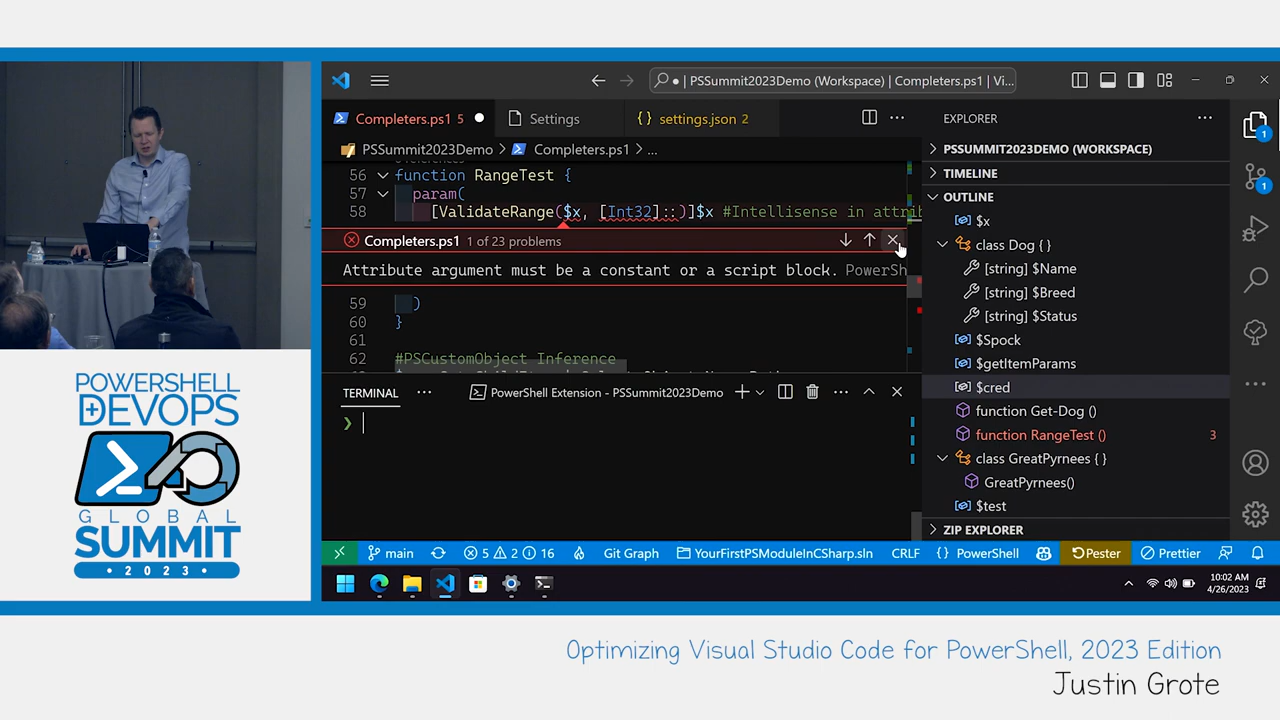 PSSummit2023Demo (Workspace) | Completers.ps1 | Vi...
Completers.ps1 5
Settings
{} settings.json 2
EXPLORER
PSSummit2023Demo > Completers.ps1 > ...
PSSUMMIT2023DEMO (WORKSPACE)
TIMELINE
OUTLINE
56 function RangeTest {
57 param(
58 [ValidateRange($x, [Int32]::)]$x #Intellisense in attrib
Completers.ps1 1 of 23 problems
Attribute argument must be a constant or a script block. PowerSh
59 )
60 }
61
62 #PSCustomObject Inference
$x
class Dog { }
[string] $Name
[string] $Breed
[string] $Status
$Spock
$getItemParams
$cred
function Get-Dog ()
function RangeTest () 3
class GreatPyrnees { }
GreatPyrnees()
$test
ZIP EXPLORER
1
1
TERMINAL ... PowerShell Extension - PSSummit2023Demo
❯
main 5 2 16 Git Graph YourFirstPSModuleInCSharp.sln CRLF {} PowerShell Pester Prettier
10:02 AM
4/26/2023
POWERSHELL
+DEVOPS
GLOBAL
SUMMIT
• 2023 •
Optimizing Visual Studio Code for PowerShell, 2023 Edition
Justin Grote